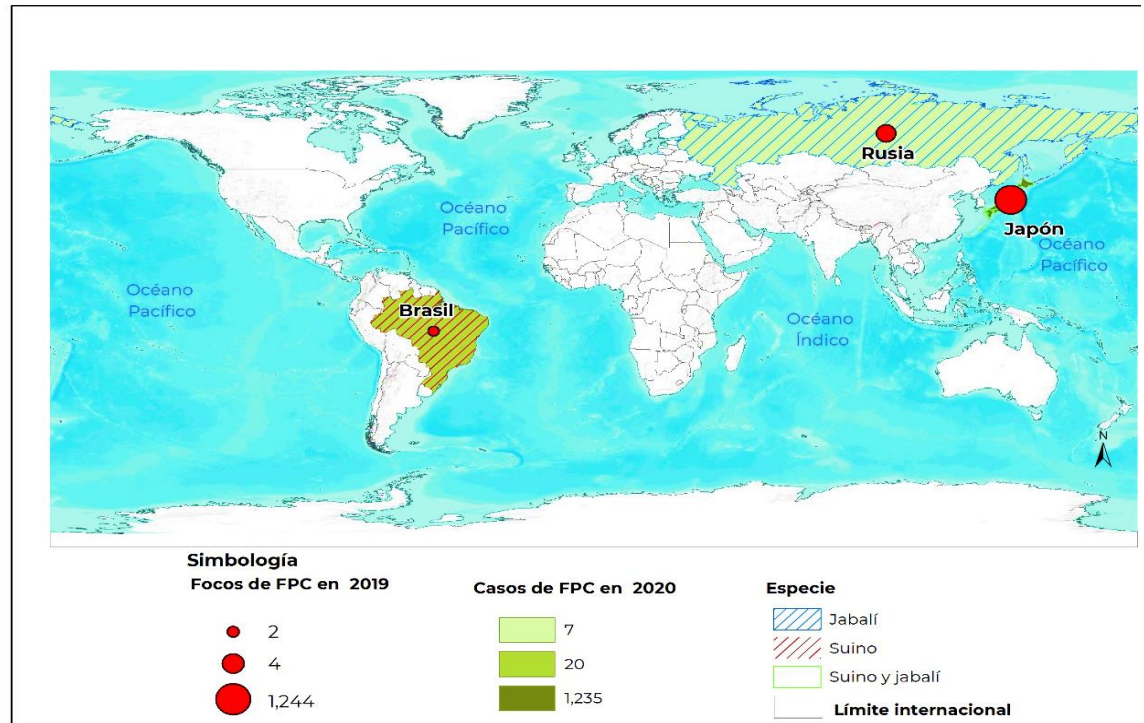 Rusia
Océano
Pacífico
Japón
Océano
Pacífico
Océano
Pacífico
Brasil
Océano
Índico
N
Simbología
Focos de FPC en 2019
2
4
1,244
Casos de FPC en 2020
7
20
1,235
Especie
Jabalí
Suino
Suino y jabalí
Límite internacional